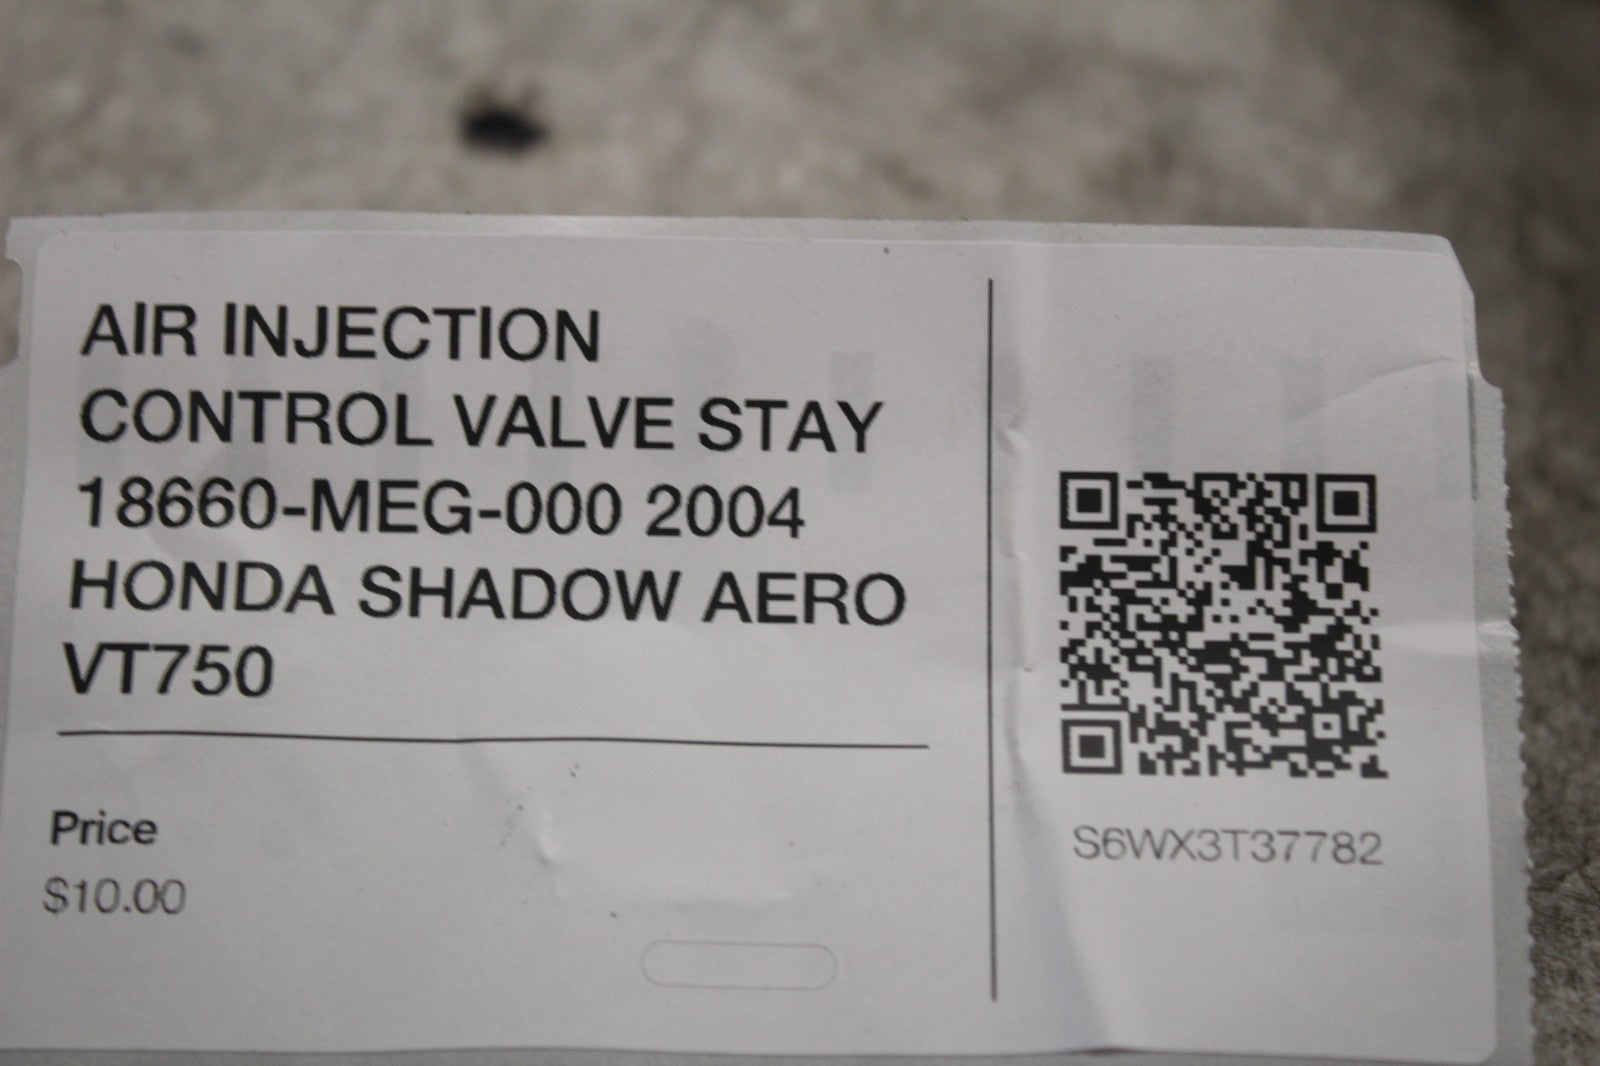 AIR INJECTION
CONTROL VALVE STAY
18660-MEG-000 2004
HONDA SHADOW AERO
VT750
Price
$10.00
S6WX3T37782